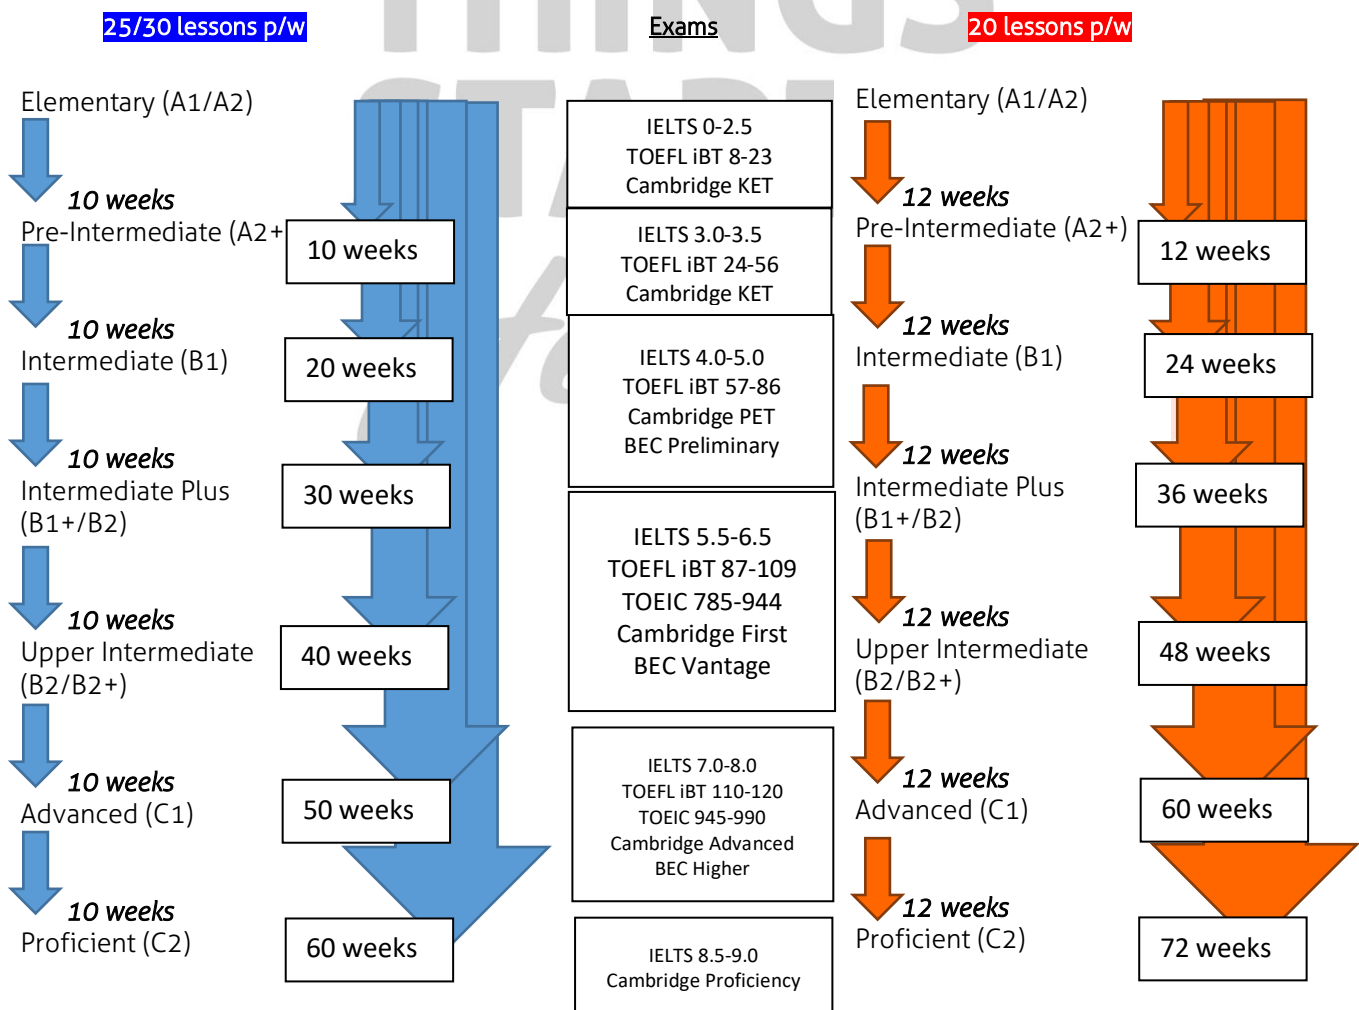 THINGS
START
25/30 lessons p/w
Exams
20 lessons p/w
Elementary (A1/A2)
10 weeks
Pre-Intermediate (A2+
10 weeks
10 weeks
Intermediate (B1)
20 weeks
10 weeks
Intermediate Plus
(B1+/B2)
30 weeks
10 weeks
Upper Intermediate
(B2/B2+)
40 weeks
10 weeks
Advanced (C1)
50 weeks
10 weeks
Proficient (C2)
60 weeks
IELTS 0-2.5
TOEFL iBT 8-23
Cambridge KET
IELTS 3.0-3.5
TOEFL iBT 24-56
Cambridge KET
IELTS 4.0-5.0
TOEFL iBT 57-86
Cambridge PET
BEC Preliminary
IELTS 5.5-6.5
TOEFL iBT 87-109
TOEIC 785-944
Cambridge First
BEC Vantage
IELTS 7.0-8.0
TOEFL iBT 110-120
TOEIC 945-990
Cambridge Advanced
BEC Higher
IELTS 8.5-9.0
Cambridge Proficiency
Elementary (A1/A2)
12 weeks
Pre-Intermediate (A2+)
12 weeks
12 weeks
Intermediate (B1)
24 weeks
12 weeks
Intermediate Plus
(B1+/B2)
36 weeks
12 weeks
Upper Intermediate
(B2/B2+)
48 weeks
12 weeks
Advanced (C1)
60 weeks
12 weeks
Proficient (C2)
72 weeks